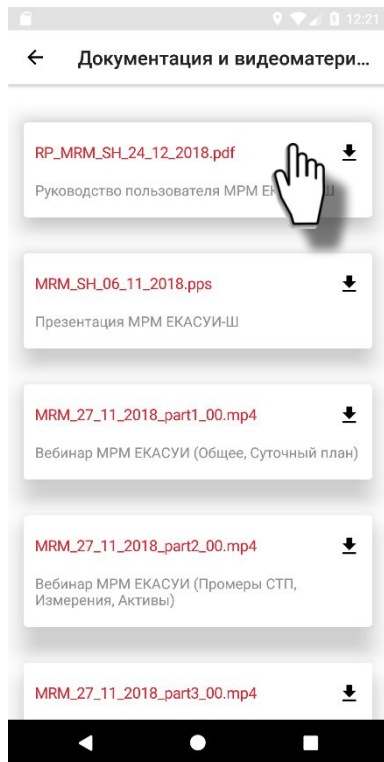 12:21
Документация и видеоматери...
RP_MRM_SH_24_12_2018.pdf
Руководство пользователя МРМ
MRM_SH_06_11_2018.pps
Презентация МРМ ЕКАСУИ-Ш
MRM_27_11_2018_part1_00.mp4
Вебинар МРМ ЕКАСУИ (Общее, Суточный план)
MRM_27_11_2018_part2_00.mp4
Вебинар МРМ ЕКАСУИ (Промеры СТП,
Измерения, Активы)
MRM_27_11_2018_part3_00.mp4